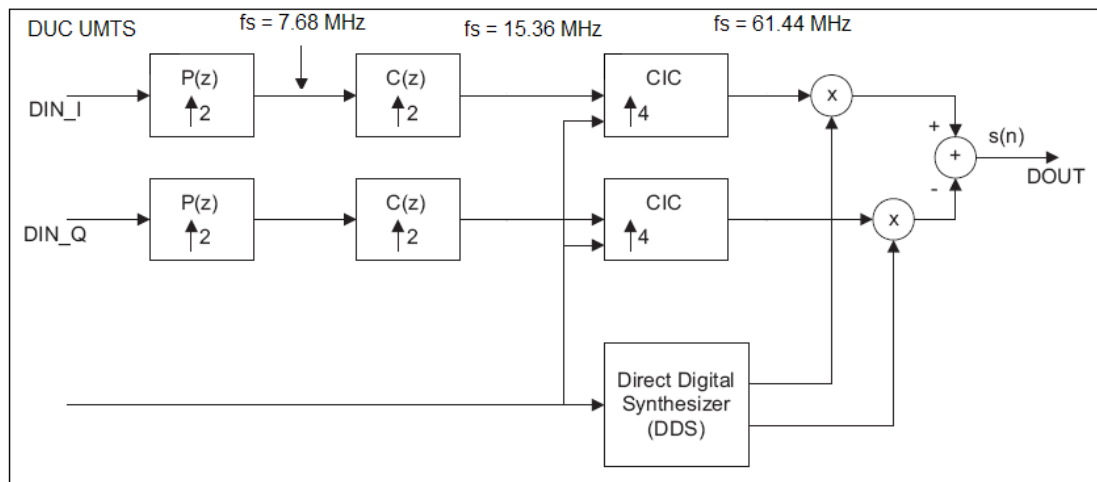 DUC UMTS
fs = 7.68 MHz
fs = 15.36 MHz
fs = 61.44 MHz
DIN_I
P(z)
↑2
C(z)
↑2
CIC
↑4
x
+
+
-
s(n)
DOUT
DIN_Q
P(z)
↑2
C(z)
↑2
CIC
↑4
x
Direct Digital
Synthesizer
(DDS)